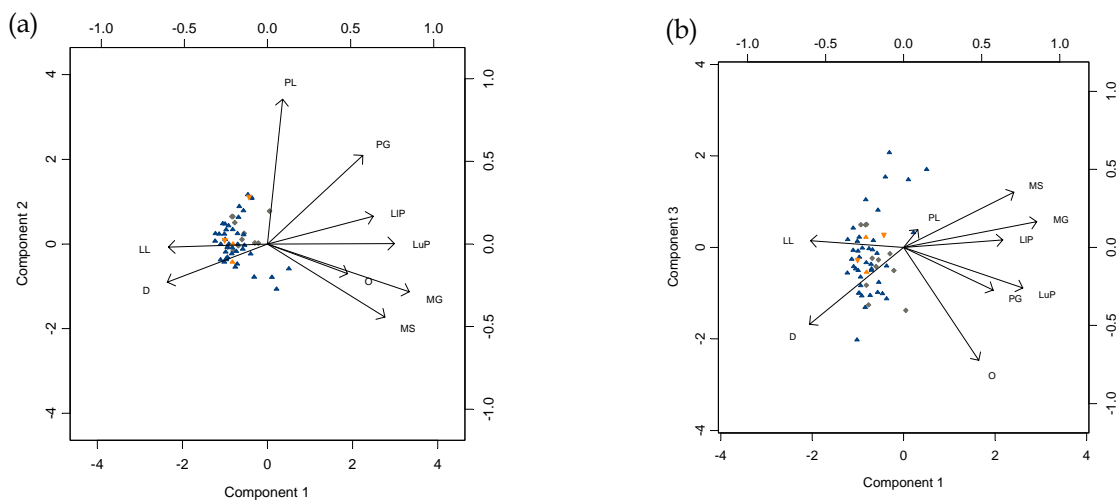 (a)
-1.0 -0.5 0.0 0.5 1.0
4 2 0 -2 -4
Component 2
PL
PG
LlP
LuP
LL
D
O
MG
MS
1.0 0.5 0.0 -0.5 -1.0
-4 -2 0 2 4
Component 1
(b)
-1.0 -0.5 0.0 0.5 1.0
4 2 0 -2 -4
Component 3
MS
MG
PL
LlP
LL
PG
LuP
D
O
1.0 0.5 0.0 -0.5 -1.0
-4 -2 0 2 4
Component 1